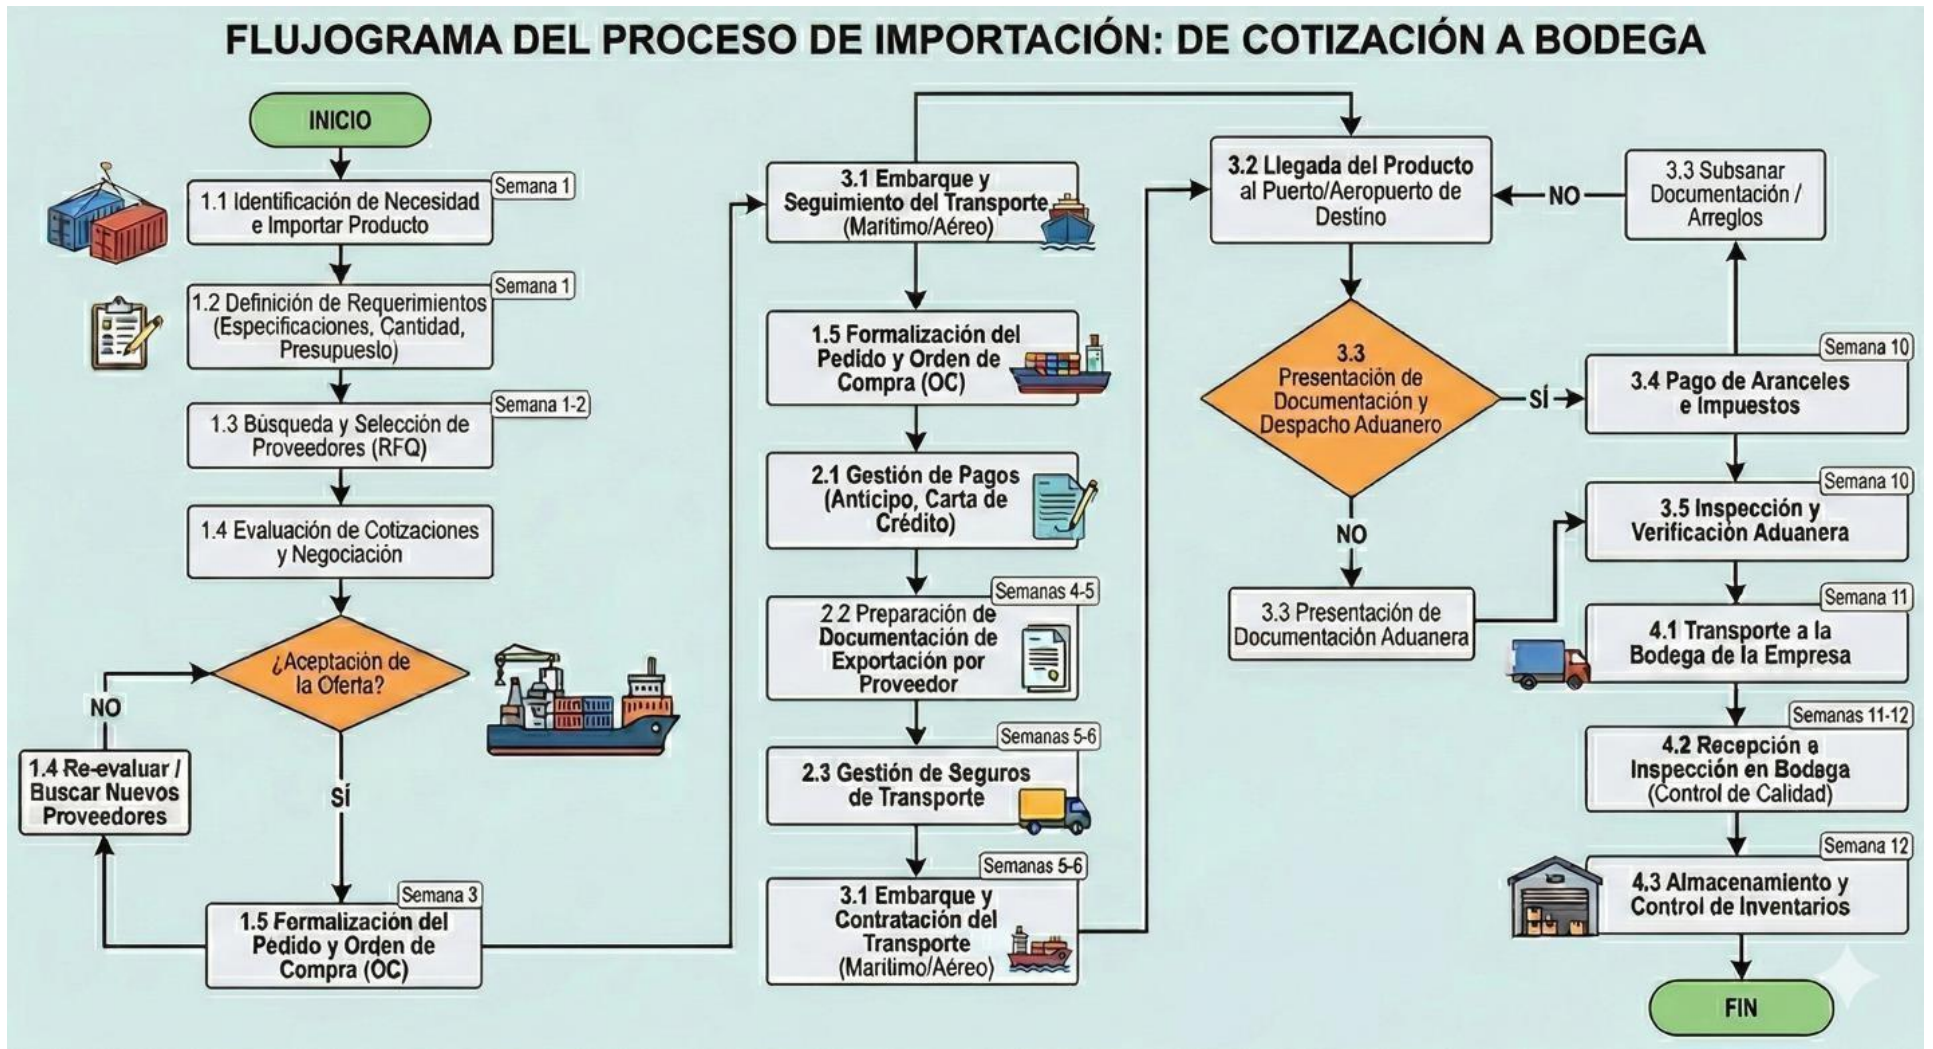 FLUJOGRAMA DEL PROCESO DE IMPORTACIÓN: DE COTIZACIÓN A BODEGA
INICIO
Semana 1
1.1 Identificación de Necesidad
e Importar Producto
Semana 1
1.2 Definición de Requerimientos
(Especificaciones, Cantidad,
Presupueslo)
Semana 1-2
1.3 Búsqueda y Selección de
Proveedores (RFQ)
1.4 Evaluación de Cotizaciones
y Negociación
¿Aceptación de
la Oferta?
NO
SÍ
1.4 Re-evaluar /
Buscar Nuevos
Proveedores
Semana 3
1.5 Formalización del
Pedido y Orden de
Compra (OC)
3.1 Embarque y
Seguimiento del Transporte
(Marítimo/Aéreo)
1.5 Formalización del
Pedido y Orden de
Compra (OC)
2.1 Gestión de Pagos
(Antícipo, Carta de
Crédito)
Semanas 4-5
2.2 Preparación de
Documentación de
Exportación por
Proveedor
Semanas 5-6
2.3 Gestión de Seguros
de Transporte
Semanas 5-6
3.1 Embarque y
Contratación del
Transporte
(Marílimo/Aéreo)
3.2 Llegada del Producto
al Puerto/Aeropuerto de
Destíno
NO
3.3 Subsanar
Documentación /
Arreglos
3.3
Presentación de
Documentación y
Despacho Aduanero
SÍ
NO
3.3 Presentación de
Documentación Aduanera
Semana 10
3.4 Pago de Aranceles
e Impuestos
Semana 10
3.5 Inspección y
Verificación Aduanera
Semana 11
4.1 Transporte a la
Bodega de la Empresa
Semanas 11-12
4.2 Recepción e
Inspección en Bodega
(Control de Calidad)
Semana 12
4.3 Almacenamiento y
Control de Inventarios
FIN